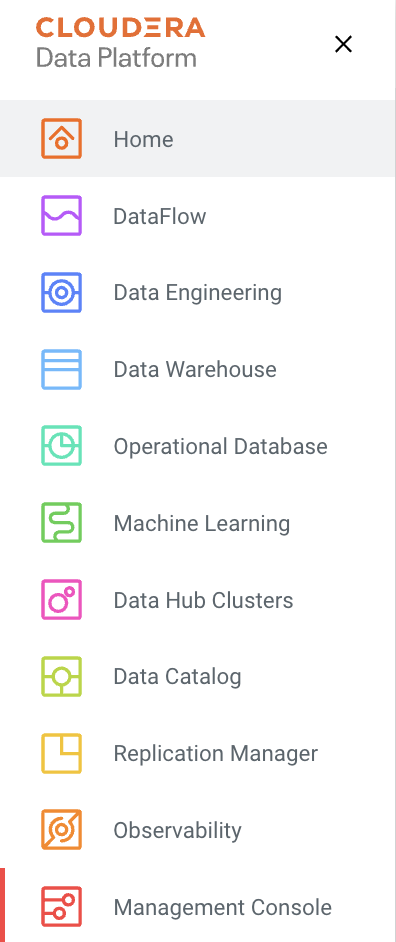 CLOUDERA
Data Platform
Home
DataFlow
Data Engineering
Data Warehouse
Operational Database
Machine Learning
Data Hub Clusters
Data Catalog
Replication Manager
Observability
Management Console